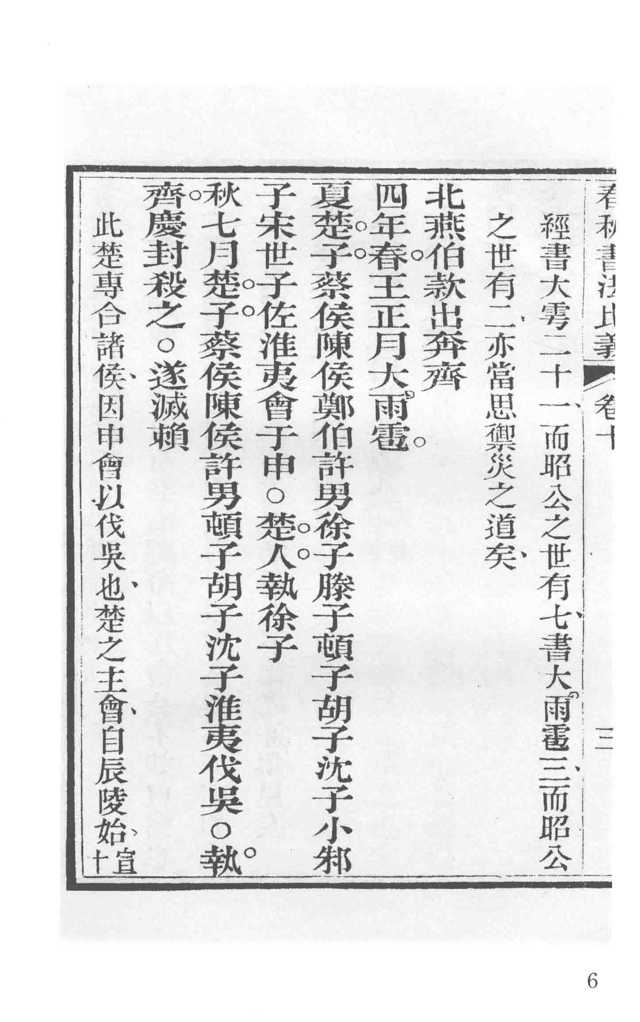 春秋書法比義 卷十 三
經書大雩二十一而昭公之世有七書大雨雹三而昭公
之世有二亦當思禦災之道矣
北燕伯款出奔齊
四年春王正月大雨雹○
夏楚子蔡侯陳侯鄭伯許男徐子滕子頓子胡子沈子小邾
子宋世子佐淮夷會于申○楚人執徐子
秋七月楚子蔡侯陳侯許男頓子胡子沈子淮夷伐吳○執
齊慶封殺之○遂滅賴
此楚專合諸侯因申會以伐吳也楚之主會自辰陵始宣十
6